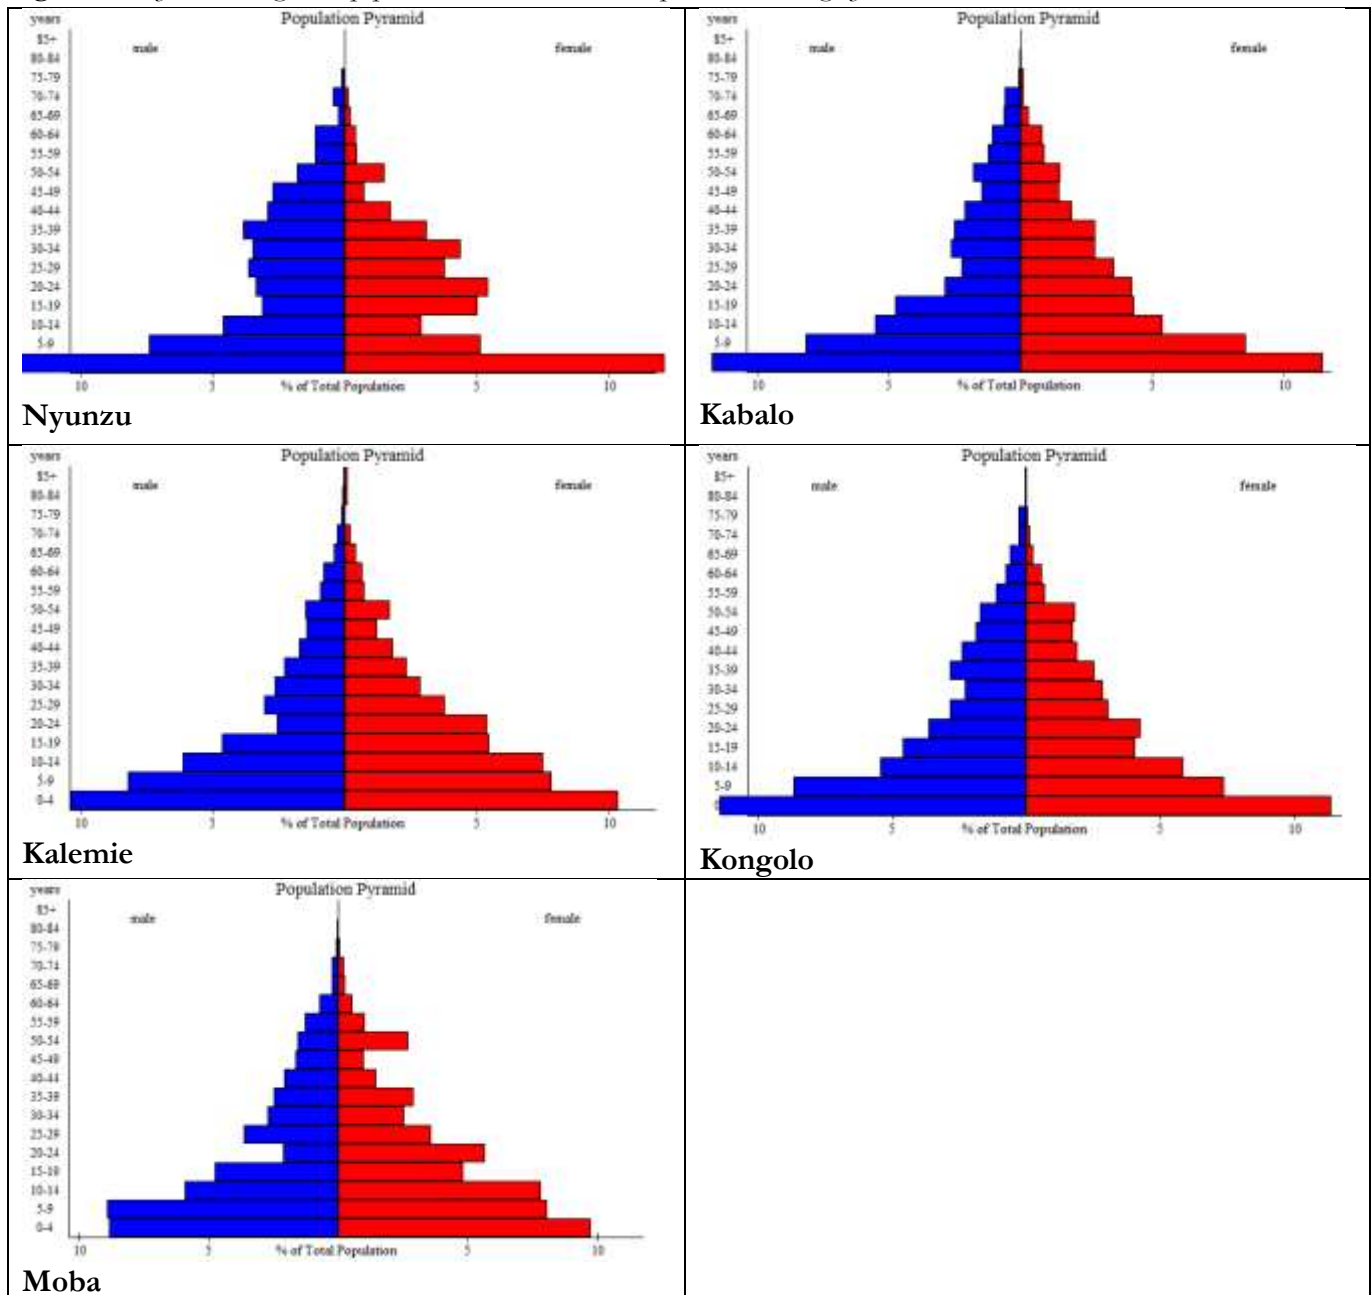 Population Pyramid
years
male
female
85+
80-84
75-79
70-74
65-69
60-64
55-59
50-54
45-49
40-44
35-39
30-34
25-29
20-24
15-19
10-14
5-9
10 5 % of Total Population 5 10
Nyunzu
Population Pyramid
years
male
female
85+
80-84
75-79
70-74
65-69
60-64
55-59
50-54
45-49
40-44
35-39
30-34
25-29
20-24
15-19
10-14
5-9
10 5 % of Total Population 5 10
Kabalo
Population Pyramid
years
male
female
85+
80-84
75-79
70-74
65-69
60-64
55-59
50-54
45-49
40-44
35-39
30-34
25-29
20-24
15-19
10-14
5-9
0-4
10 5 % of Total Population 5 10
Kalemie
Population Pyramid
years
male
female
85+
80-84
75-79
70-74
65-69
60-64
55-59
50-54
45-49
40-44
35-39
30-34
25-29
20-24
15-19
10-14
5-9
10 5 % of Total Population 5 10
Kongolo
Population Pyramid
years
male
female
85+
80-84
75-79
70-74
65-69
60-64
55-59
50-54
45-49
40-44
35-39
30-34
25-29
20-24
15-19
10-14
5-9
0-4
10 5 % of Total Population 5 10
Moba